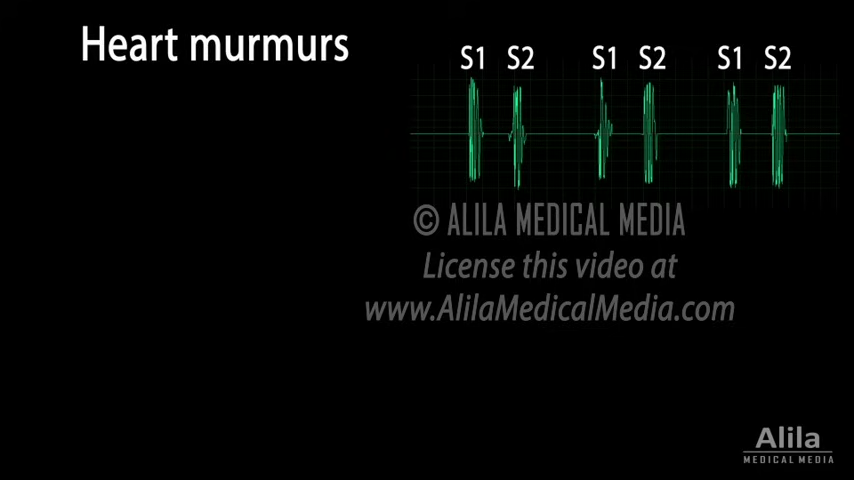 Heart murmurs
S1 S2 S1 S2 S1 S2
© ALILA MEDICAL MEDIA
License this video at
www.AlilaMedicalMedia.com
Alila
MEDICAL MEDIA